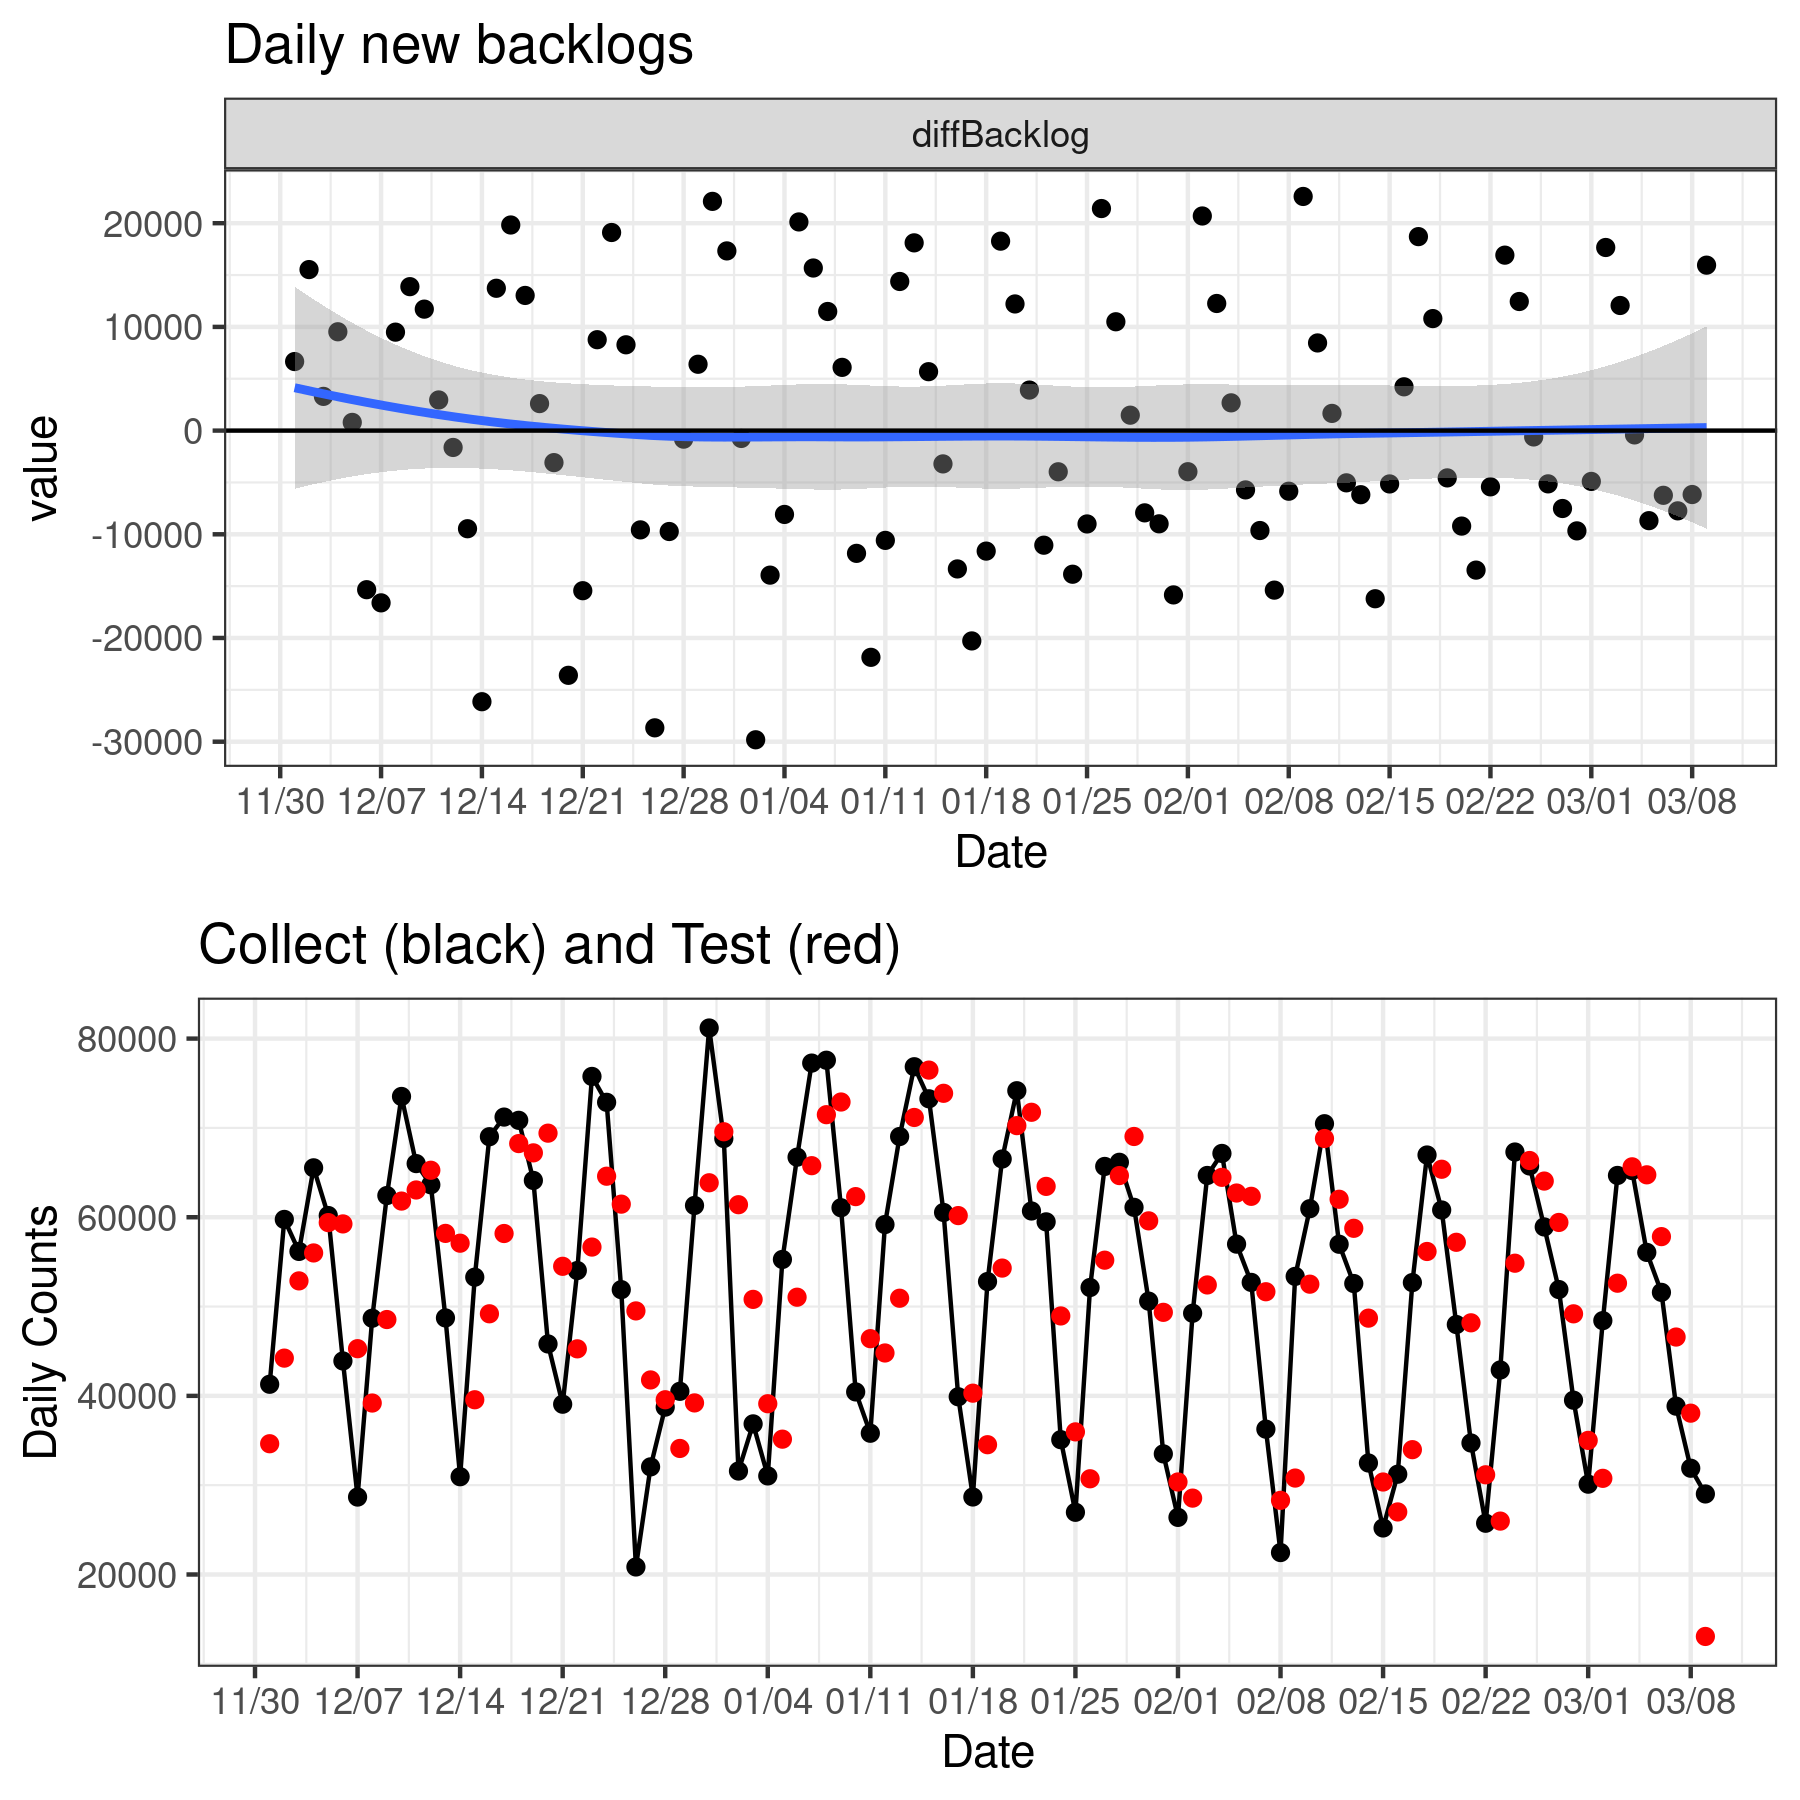 Daily new backlogs
diffBacklog
value
20000
10000
0
-10000
-20000
-30000
11/30 12/07 12/14 12/21 12/28 01/04 01/11 01/18 01/25 02/01 02/08 02/15 02/22 03/01 03/08
Date
Collect (black) and Test (red)
Daily Counts
80000
60000
40000
20000
11/30 12/07 12/14 12/21 12/28 01/04 01/11 01/18 01/25 02/01 02/08 02/15 02/22 03/01 03/08
Date